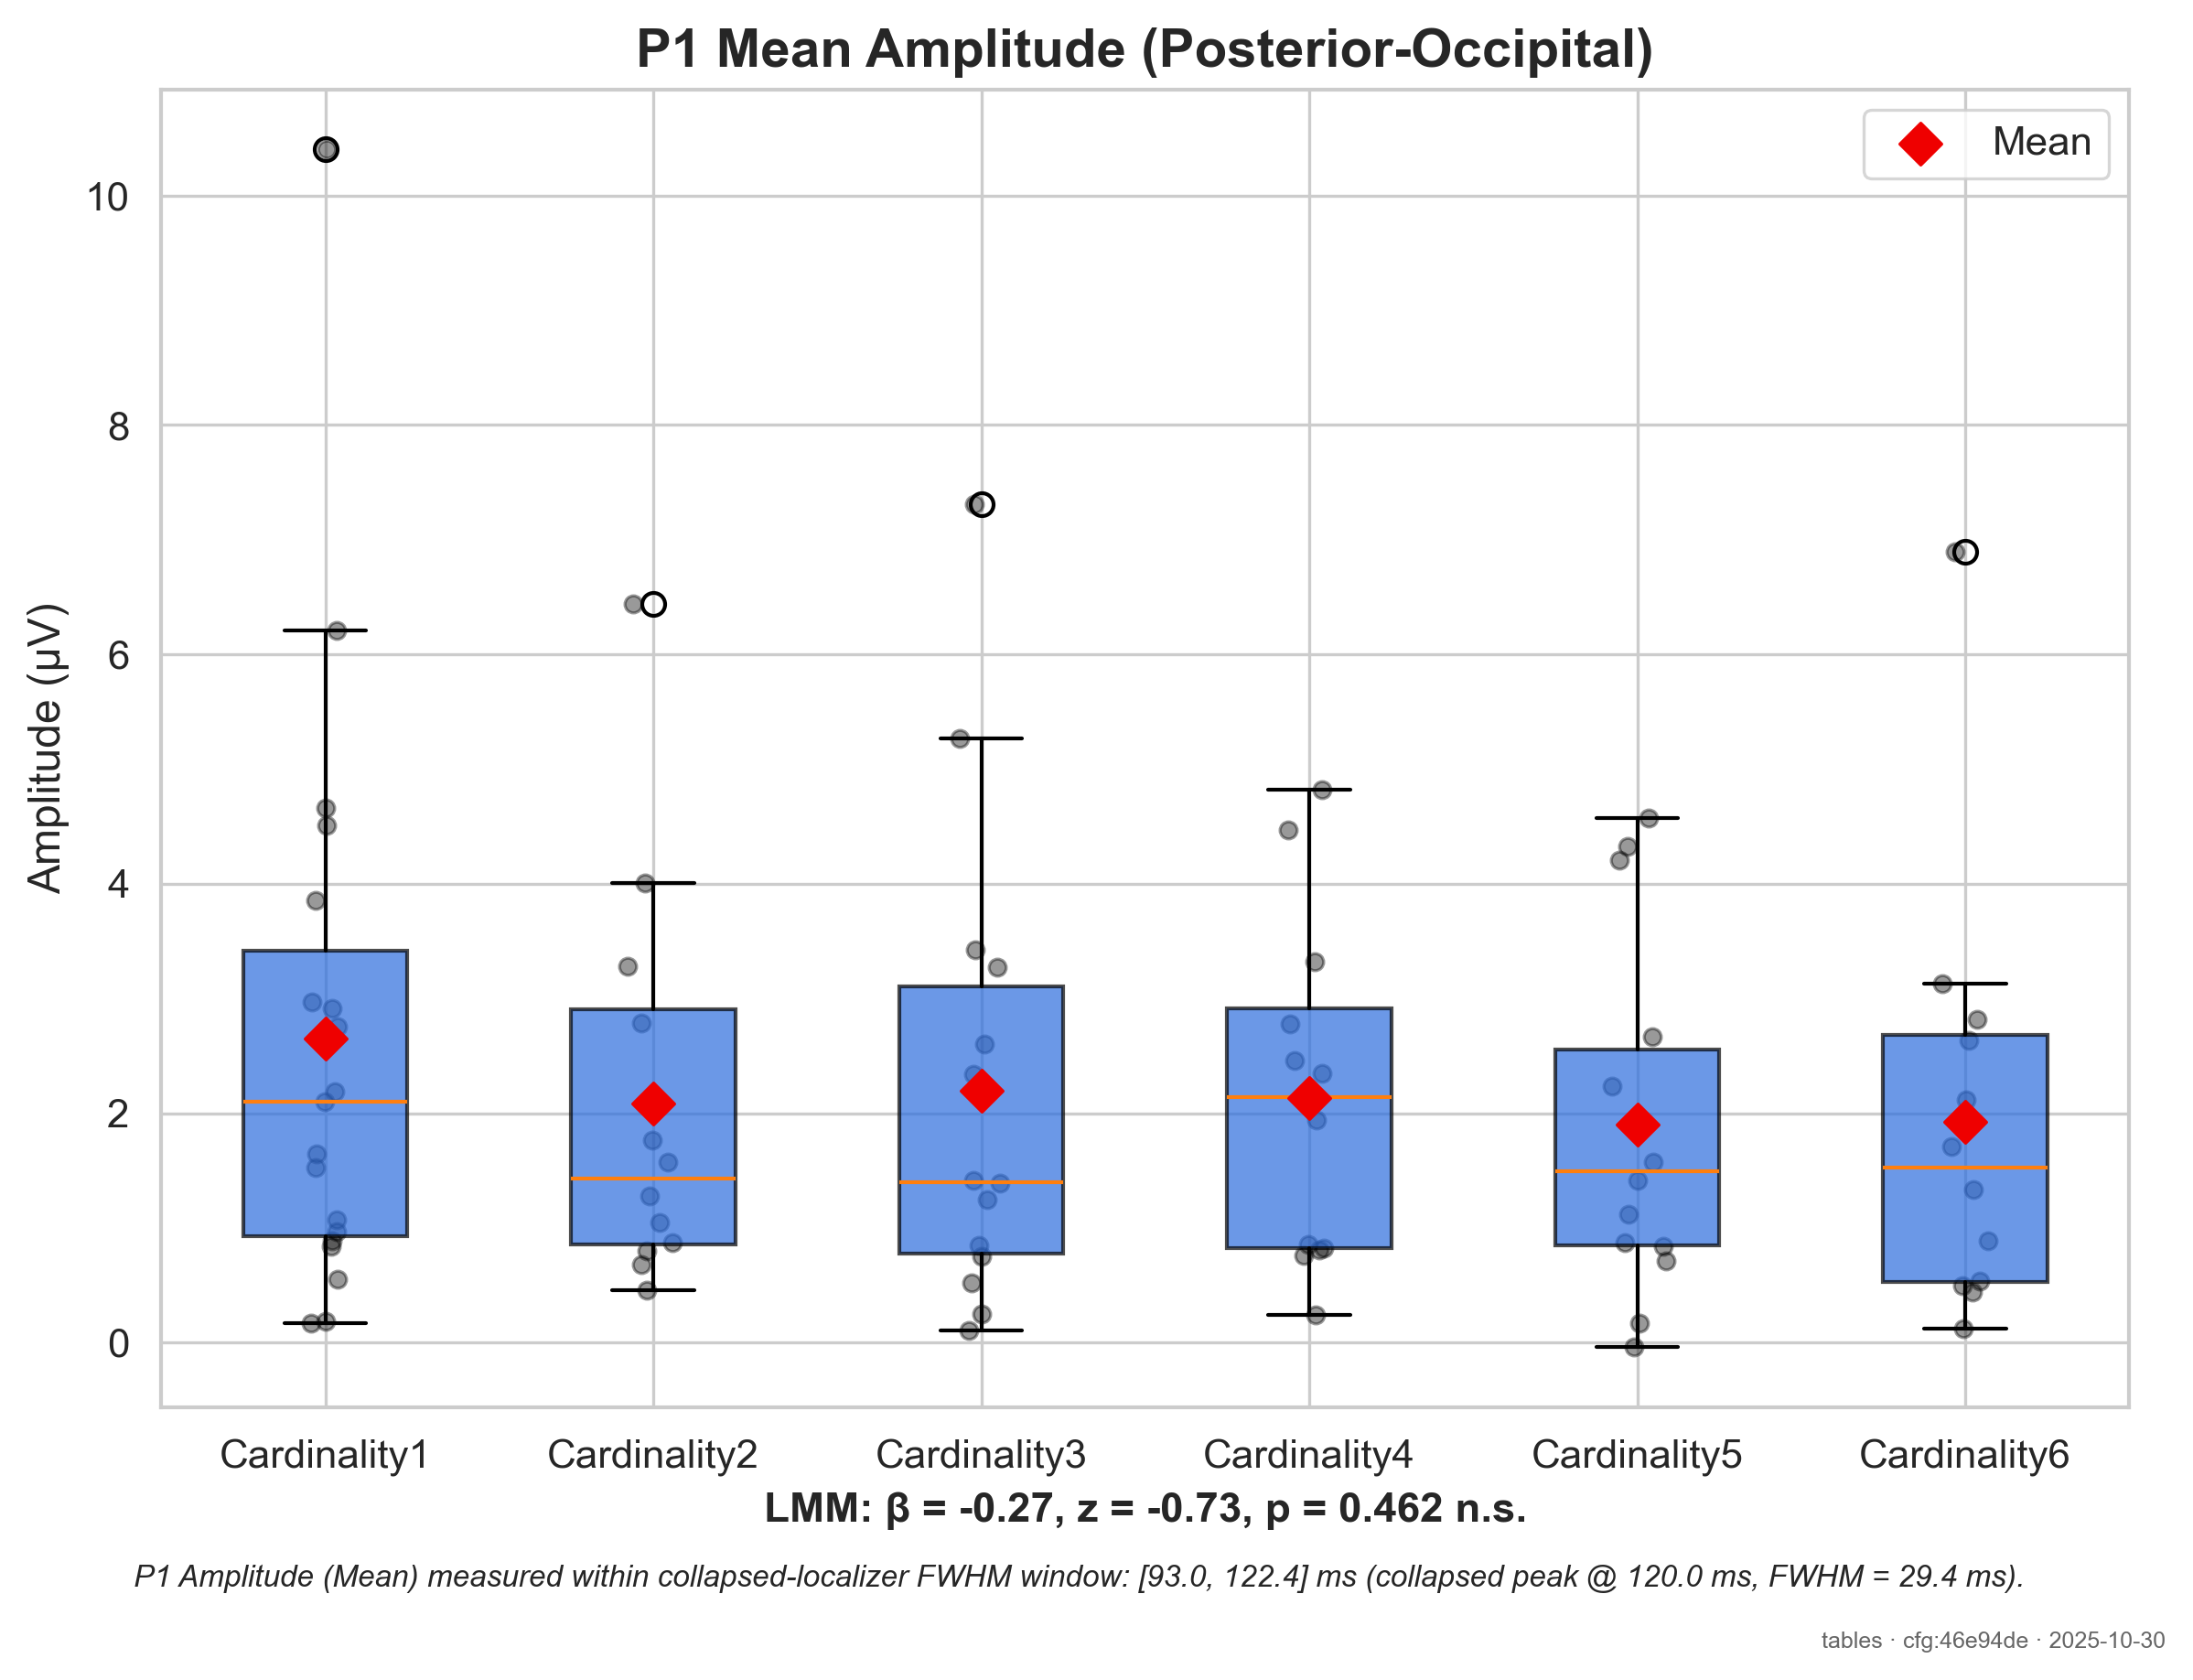 P1 Mean Amplitude (Posterior-Occipital)
Mean
10
8
6
4
2
0
Amplitude (μV)
Cardinality1 Cardinality2 Cardinality3 Cardinality4 Cardinality5 Cardinality6
LMM: β = -0.27, z = -0.73, p = 0.462 n.s.
P1 Amplitude (Mean) measured within collapsed-localizer FWHM window: [93.0, 122.4] ms (collapsed peak @ 120.0 ms, FWHM = 29.4 ms).
tables · cfg:46e94de · 2025-10-30